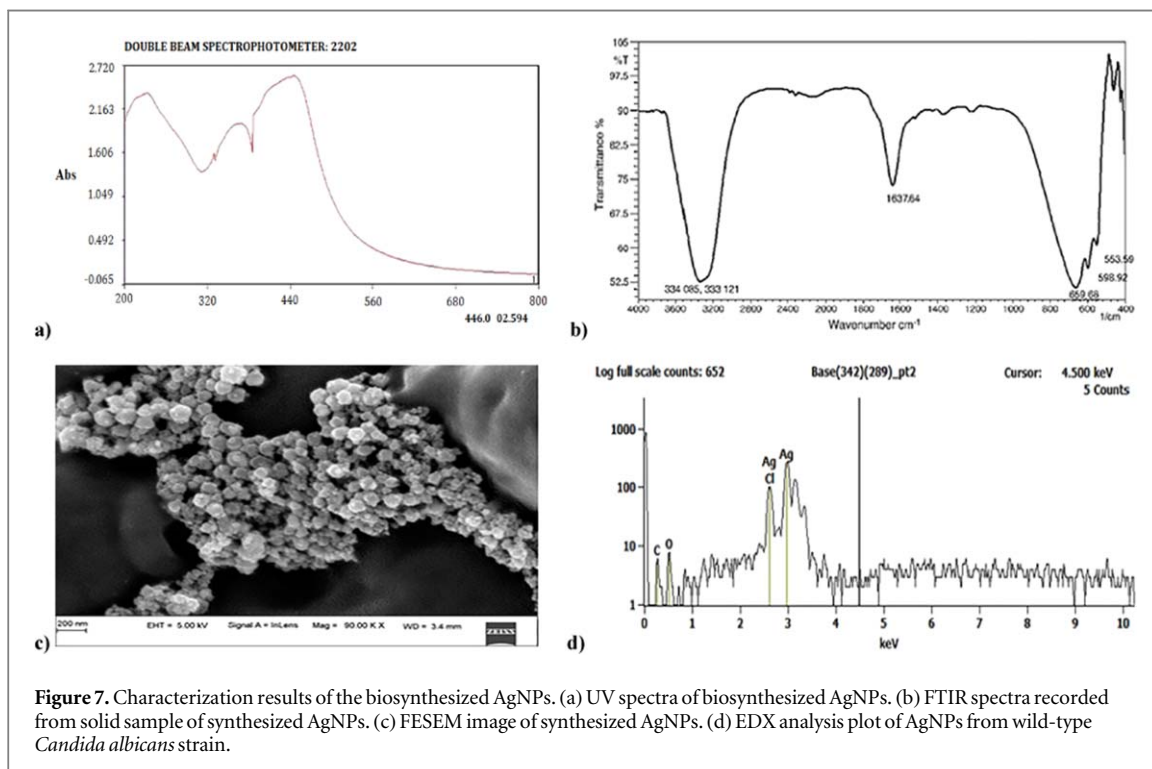 DOUBLE BEAM SPECTROPHOTOMETER: 2202
2.720
2.163
1.606
Abs
1.049
0.492
-0.065
200 320 440 560 680 800
446.0 02.594
a)
105
%T
97.5
90
82.5
75
67.5
60
52.5
Transmittance %
1637.64
334 085, 333 121
553.59
598.92
659.68
4000 3600 3200 2800 2400 2000 1800 1600 1400 1200 1000 800 600 400
1/cm
Wavenumber cm-1
b)
200 nm
EHT = 5.00 kV Signal A = InLens Mag = 90.00 K X WD = 3.4 mm
ZEISS
c)
Log full scale counts: 652 Base(342)(289)_pt2 Cursor: 4.500 keV
5 Counts
1000
100
10
1
C O
Ag
Cl
Ag
0 1 2 3 4 5 6 7 8 9 10
keV
d)
Figure 7. Characterization results of the biosynthesized AgNPs. (a) UV spectra of biosynthesized AgNPs. (b) FTIR spectra recorded
from solid sample of synthesized AgNPs. (c) FESEM image of synthesized AgNPs. (d) EDX analysis plot of AgNPs from wild-type
Candida albicans strain.